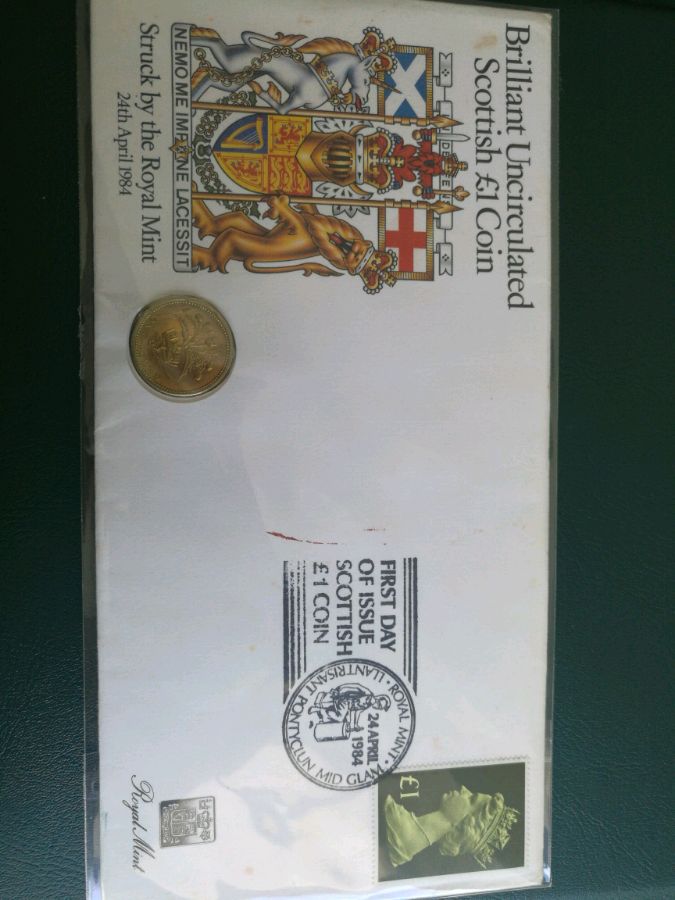 Brilliant Uncirculated
Scottish £1 Coin
NEMO ME IMPUNE LACESSIT
Struck by the Royal Mint
24th April 1984
FIRST DAY
OF ISSUE
SCOTTISH
£1 COIN
ROYAL MINT · LLANTRISANT PONTYCLUN MID GLAM ·
24 APRIL
1984
£1
Royal Mint